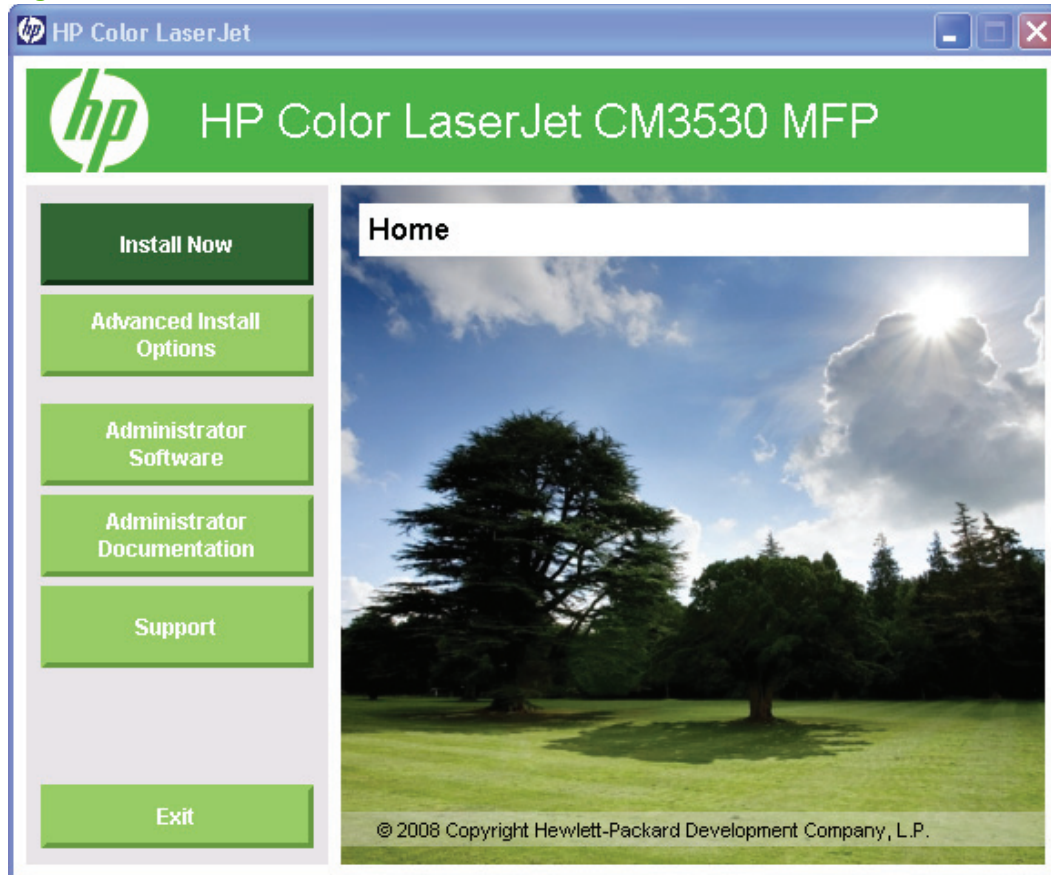 HP Color LaserJet
hp
HP Color LaserJet CM3530 MFP
Install Now
Advanced Install
Options
Administrator
Software
Administrator
Documentation
Support
Exit
Home
© 2008 Copyright Hewlett-Packard Development Company, L.P.